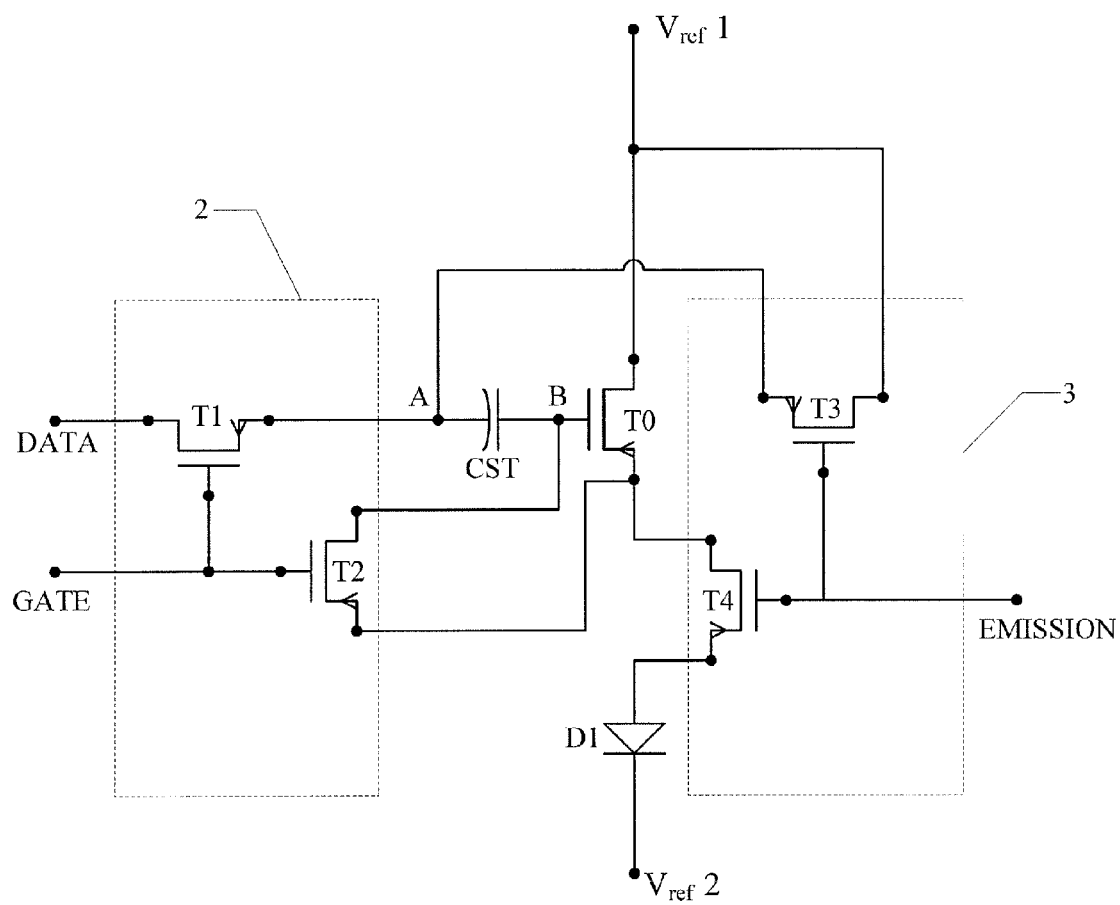 V_ref 1
2
3
A
B
T1
T0
T3
DATA
CST
T2
GATE
T4
EMISSION
D1
V_ref 2